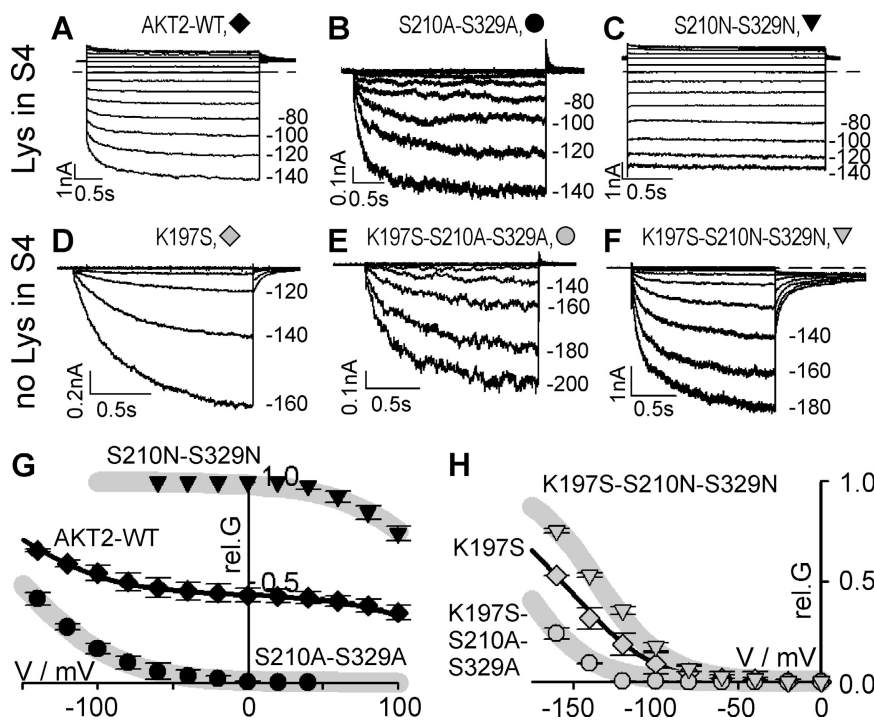 Lys in S4
A AKT2-WT,
-80
-100
-120
-140
1nA
0.5s
B S210A-S329A,
-80
-100
-120
-140
0.1nA
0.5s
C S210N-S329N,
-80
-100
-120
-140
1nA
0.5s
no Lys in S4
D K197S,
-120
-140
-160
0.2nA
0.5s
E K197S-S210A-S329A,
-140
-160
-180
-200
0.1nA
0.5s
F K197S-S210N-S329N,
-140
-160
-180
1nA
0.5s
G S210N-S329N
1.0
AKT2-WT
rel.G
0.5
S210A-S329A
V / mV
-100 0 100
H K197S-S210N-S329N
1.0
K197S
rel.G
0.5
K197S-
S210A-
S329A
V / mV
0.0
-150 -100 -50 0